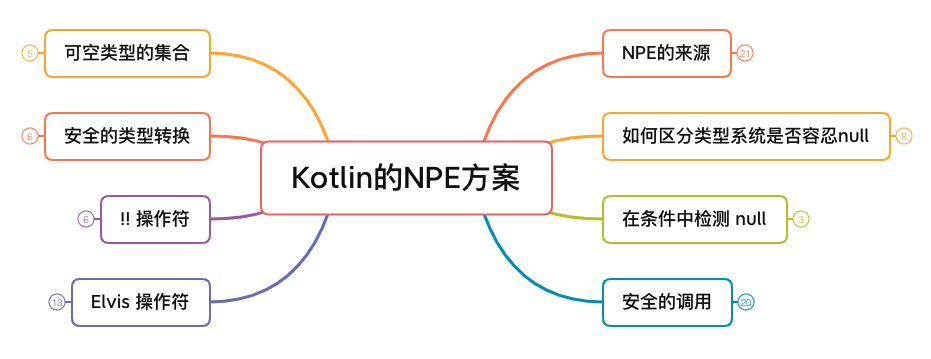 Kotlin的NPE方案
NPE的来源
21
如何区分类型系统是否容忍null
8
在条件中检测 null
3
安全的调用
20
可空类型的集合
5
安全的类型转换
6
!! 操作符
6
Elvis 操作符
13